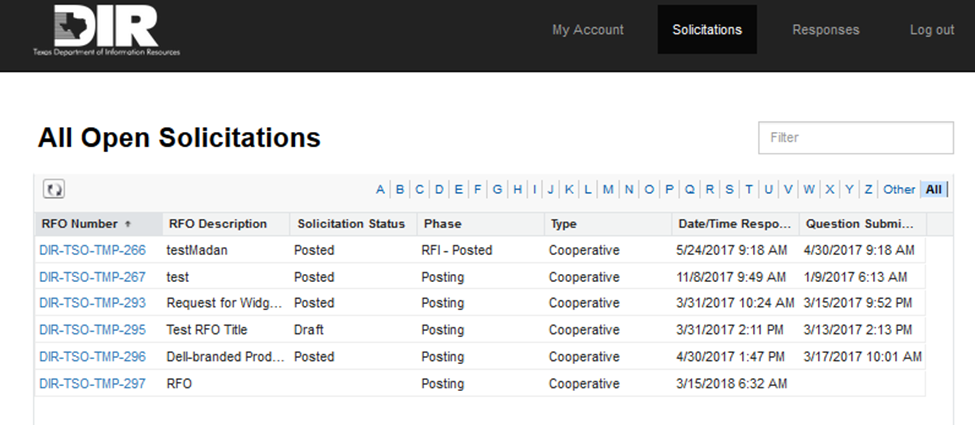 DIR
Texas Department of Information Resources
My Account Solicitations Responses Log out
All Open Solicitations
Filter
A B C D E F G H I J K L M N O P Q R S T U V W X Y Z Other All
RFO Number RFO Description Solicitation Status Phase Type Date/Time Respo... Question Submi...
DIR-TSO-TMP-266 testMadan Posted RFI - Posted Cooperative 5/24/2017 9:18 AM 4/30/2017 9:18 AM
DIR-TSO-TMP-267 test Posted Posting Cooperative 11/8/2017 9:49 AM 1/9/2017 6:13 AM
DIR-TSO-TMP-293 Request for Widg... Posted Posting Cooperative 3/31/2017 10:24 AM 3/15/2017 9:52 PM
DIR-TSO-TMP-295 Test RFO Title Draft Posting Cooperative 3/31/2017 2:11 PM 3/13/2017 2:13 PM
DIR-TSO-TMP-296 Dell-branded Prod... Posted Posting Cooperative 4/30/2017 1:47 PM 3/17/2017 10:01 AM
DIR-TSO-TMP-297 RFO Posting Cooperative 3/15/2018 6:32 AM